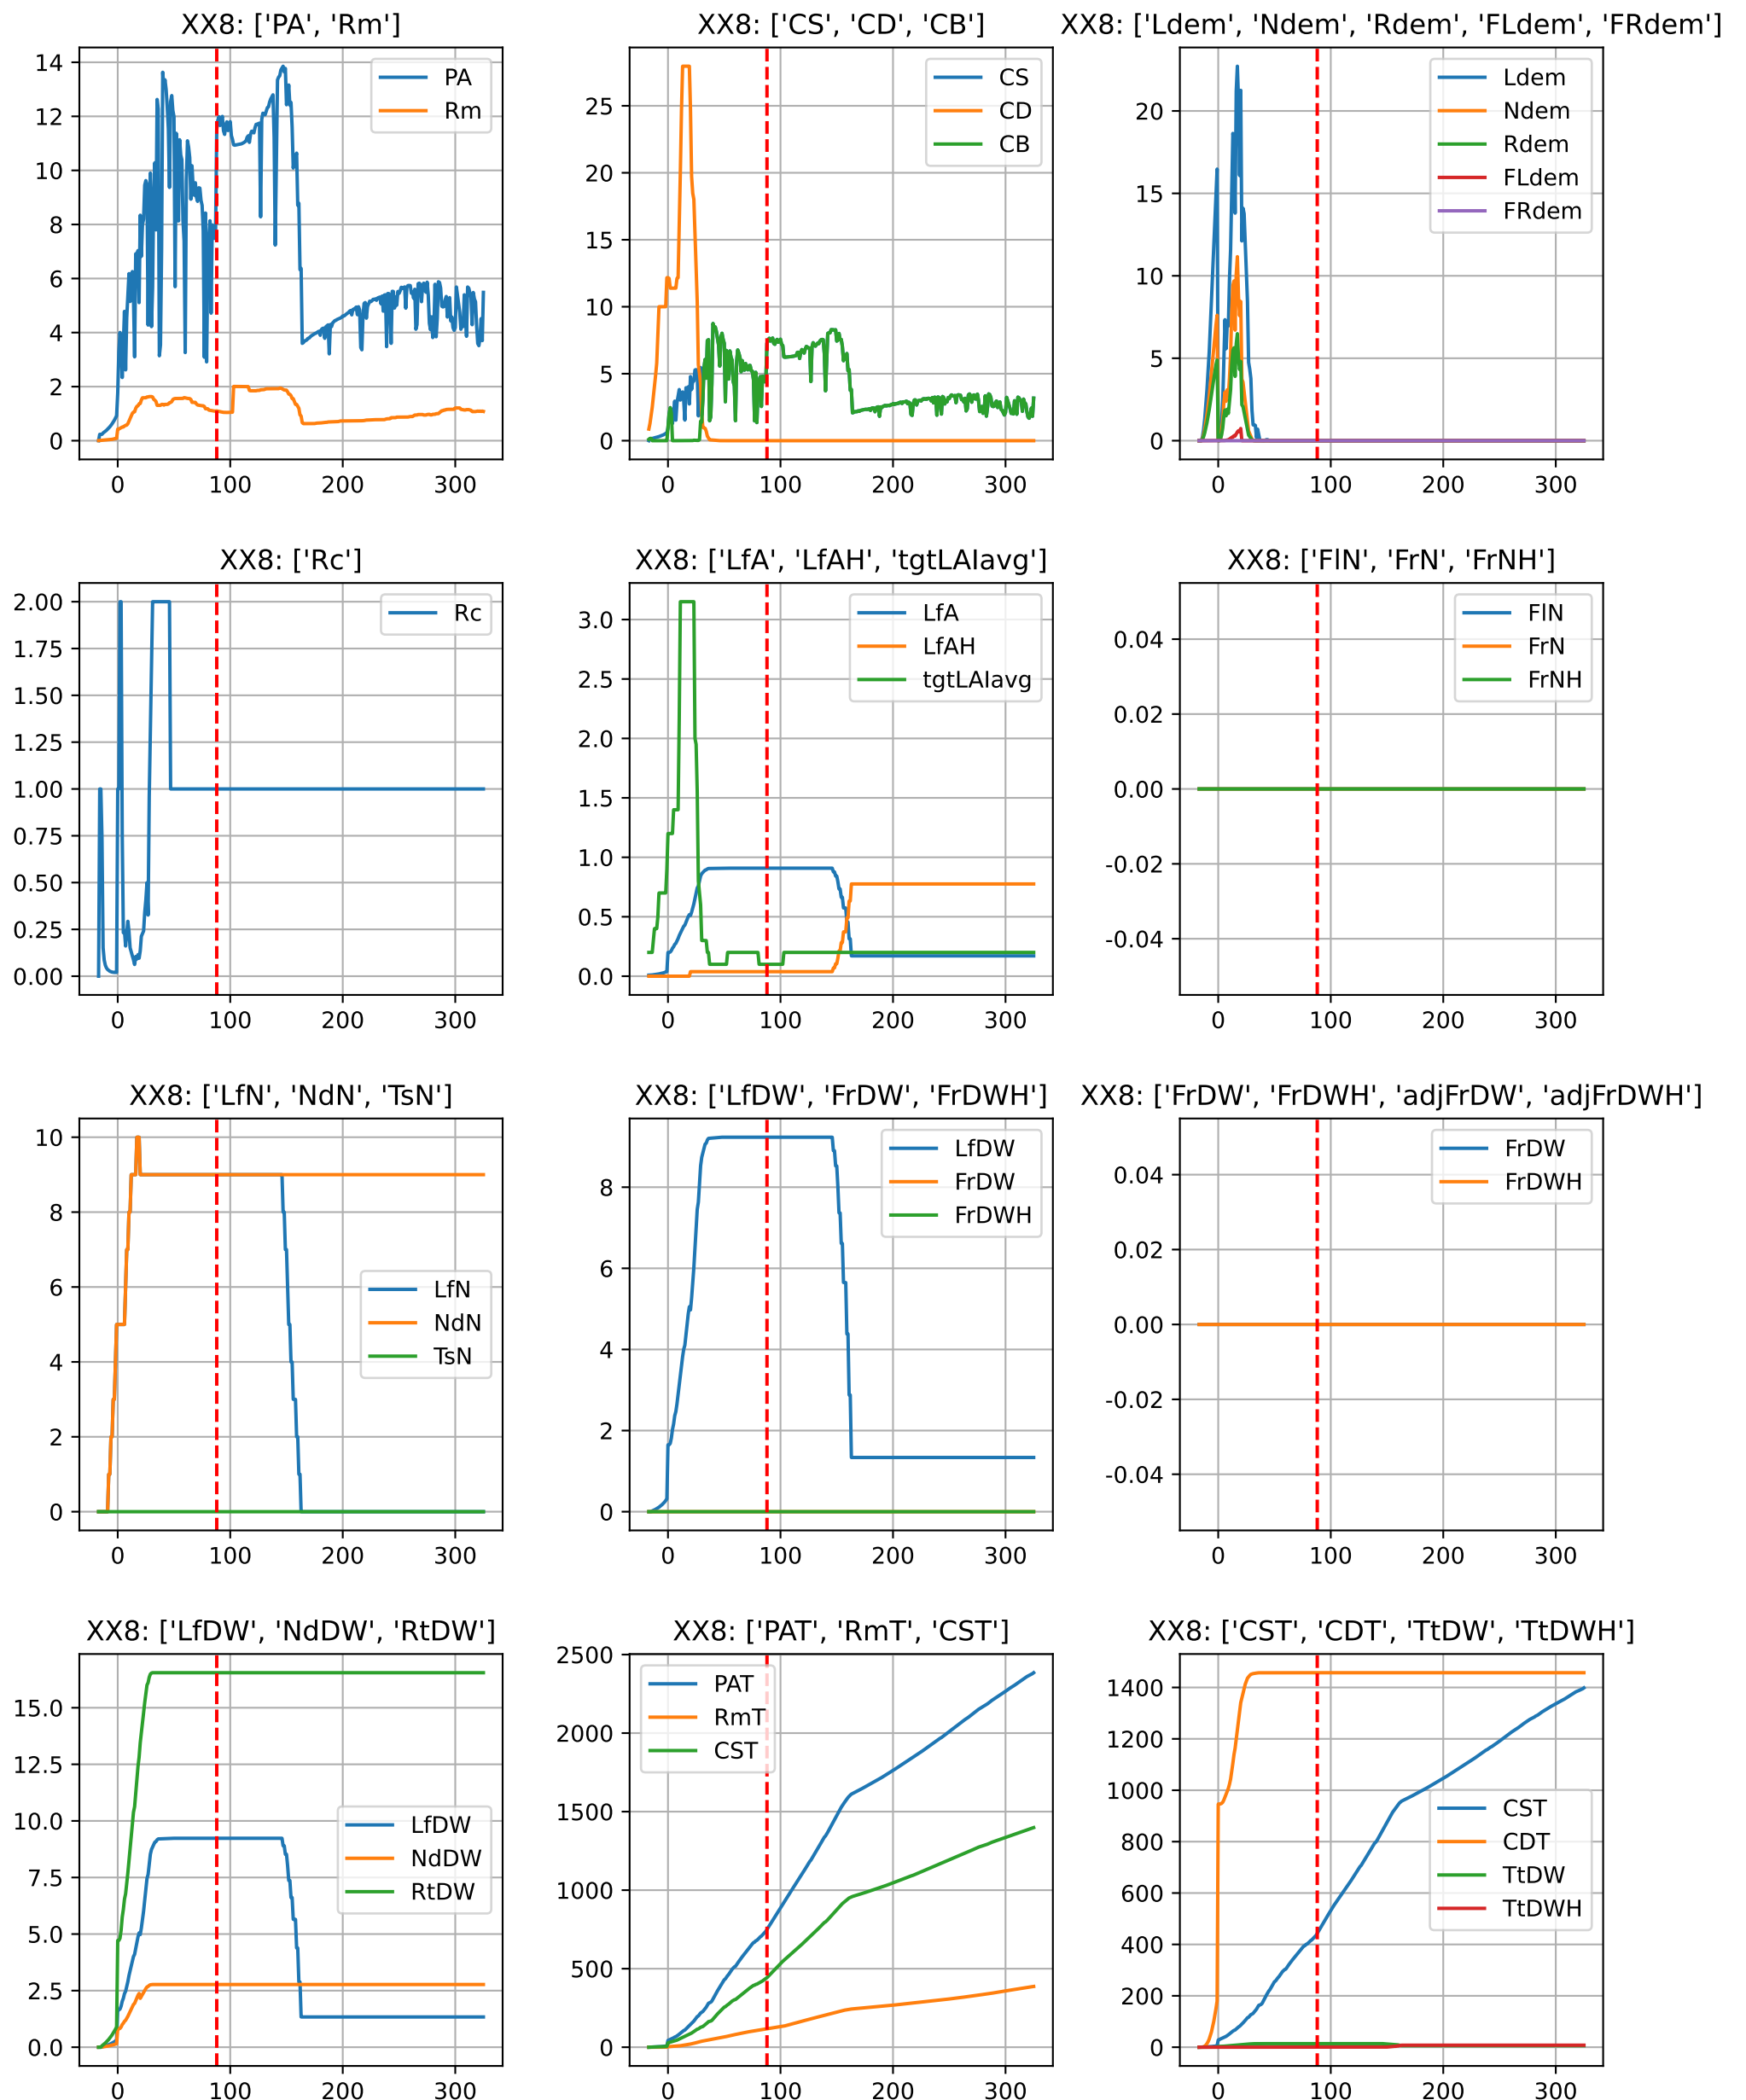 XX8: ['PA', 'Rm']
14
12
10
8
6
4
2
0
0 100 200 300
PA
Rm
XX8: ['CS', 'CD', 'CB']
25
20
15
10
5
0
0 100 200 300
CS
CD
CB
XX8: ['Ldem', 'Ndem', 'Rdem', 'FLdem', 'FRdem']
20
15
10
5
0
0 100 200 300
Ldem
Ndem
Rdem
FLdem
FRdem
XX8: ['Rc']
2.00
1.75
1.50
1.25
1.00
0.75
0.50
0.25
0.00
0 100 200 300
Rc
XX8: ['LfA', 'LfAH', 'tgtLAIavg']
3.0
2.5
2.0
1.5
1.0
0.5
0.0
0 100 200 300
LfA
LfAH
tgtLAIavg
XX8: ['FlN', 'FrN', 'FrNH']
0.04
0.02
0.00
-0.02
-0.04
0 100 200 300
FlN
FrN
FrNH
XX8: ['LfN', 'NdN', 'TsN']
10
8
6
4
2
0
0 100 200 300
LfN
NdN
TsN
XX8: ['LfDW', 'FrDW', 'FrDWH']
8
6
4
2
0
0 100 200 300
LfDW
FrDW
FrDWH
XX8: ['FrDW', 'FrDWH', 'adjFrDW', 'adjFrDWH']
0.04
0.02
0.00
-0.02
-0.04
0 100 200 300
FrDW
FrDWH
XX8: ['LfDW', 'NdDW', 'RtDW']
15.0
12.5
10.0
7.5
5.0
2.5
0.0
0 100 200 300
LfDW
NdDW
RtDW
XX8: ['PAT', 'RmT', 'CST']
2500
2000
1500
1000
500
0
0 100 200 300
PAT
RmT
CST
XX8: ['CST', 'CDT', 'TtDW', 'TtDWH']
1400
1200
1000
800
600
400
200
0
0 100 200 300
CST
CDT
TtDW
TtDWH